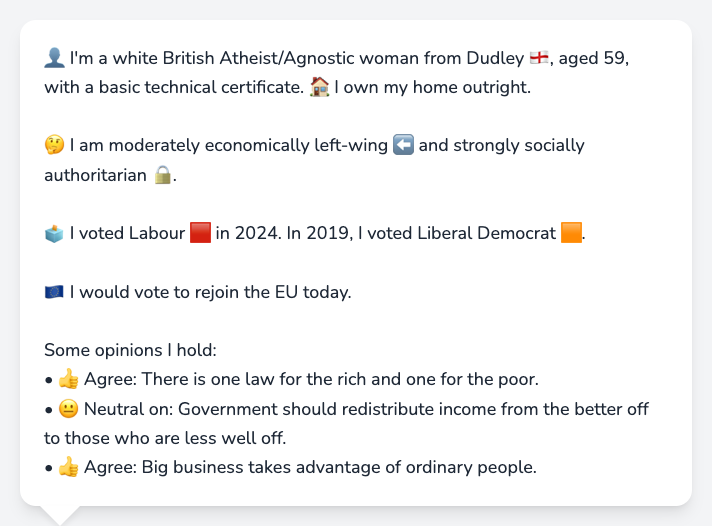 👤 I'm a white British Atheist/Agnostic woman from Dudley 🏴󠁧󠁢󠁥󠁮󠁧󠁿, aged 59,
with a basic technical certificate. 🏠 I own my home outright.
🤔 I am moderately economically left-wing ⬅️ and strongly socially
authoritarian 🔒.
🗳️ I voted Labour 🟥 in 2024. In 2019, I voted Liberal Democrat 🟧.
🇪🇺 I would vote to rejoin the EU today.
Some opinions I hold:
• 👍 Agree: There is one law for the rich and one for the poor.
• 😐 Neutral on: Government should redistribute income from the better off
to those who are less well off.
• 👍 Agree: Big business takes advantage of ordinary people.